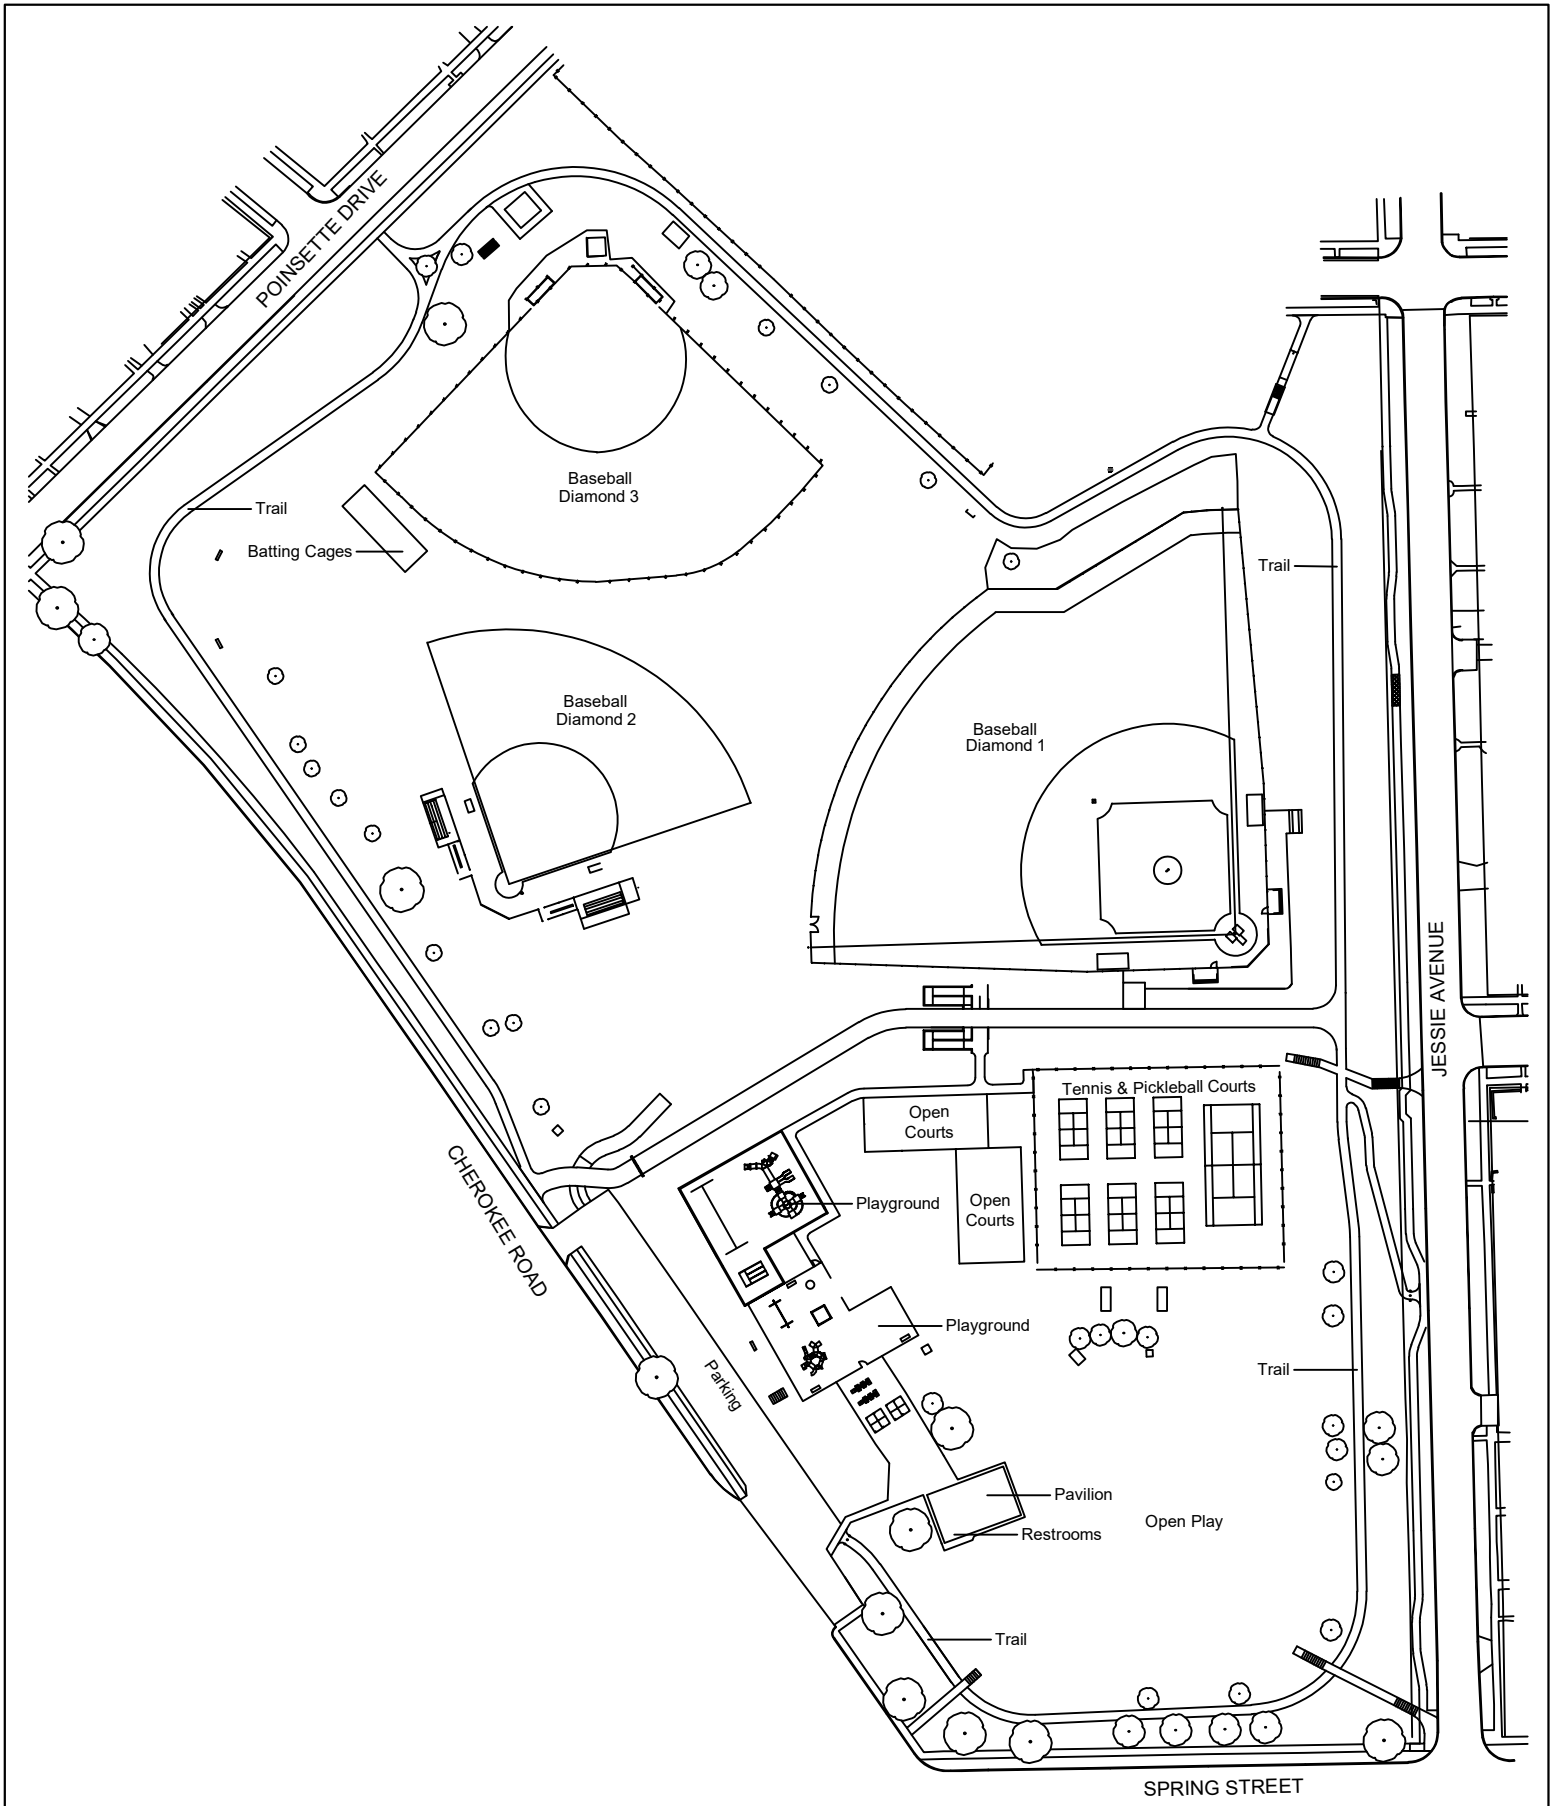 POINSETTE DRIVE
Baseball
Diamond 3
Trail
Batting Cages
Trail
Baseball
Diamond 2
Baseball
Diamond 1
JESSIE AVENUE
Tennis & Pickleball Courts
Open
Courts
CHEROKEE ROAD
Playground
Open
Courts
Playground
Parking
Trail
Pavilion
Open Play
Restrooms
Trail
SPRING STREET